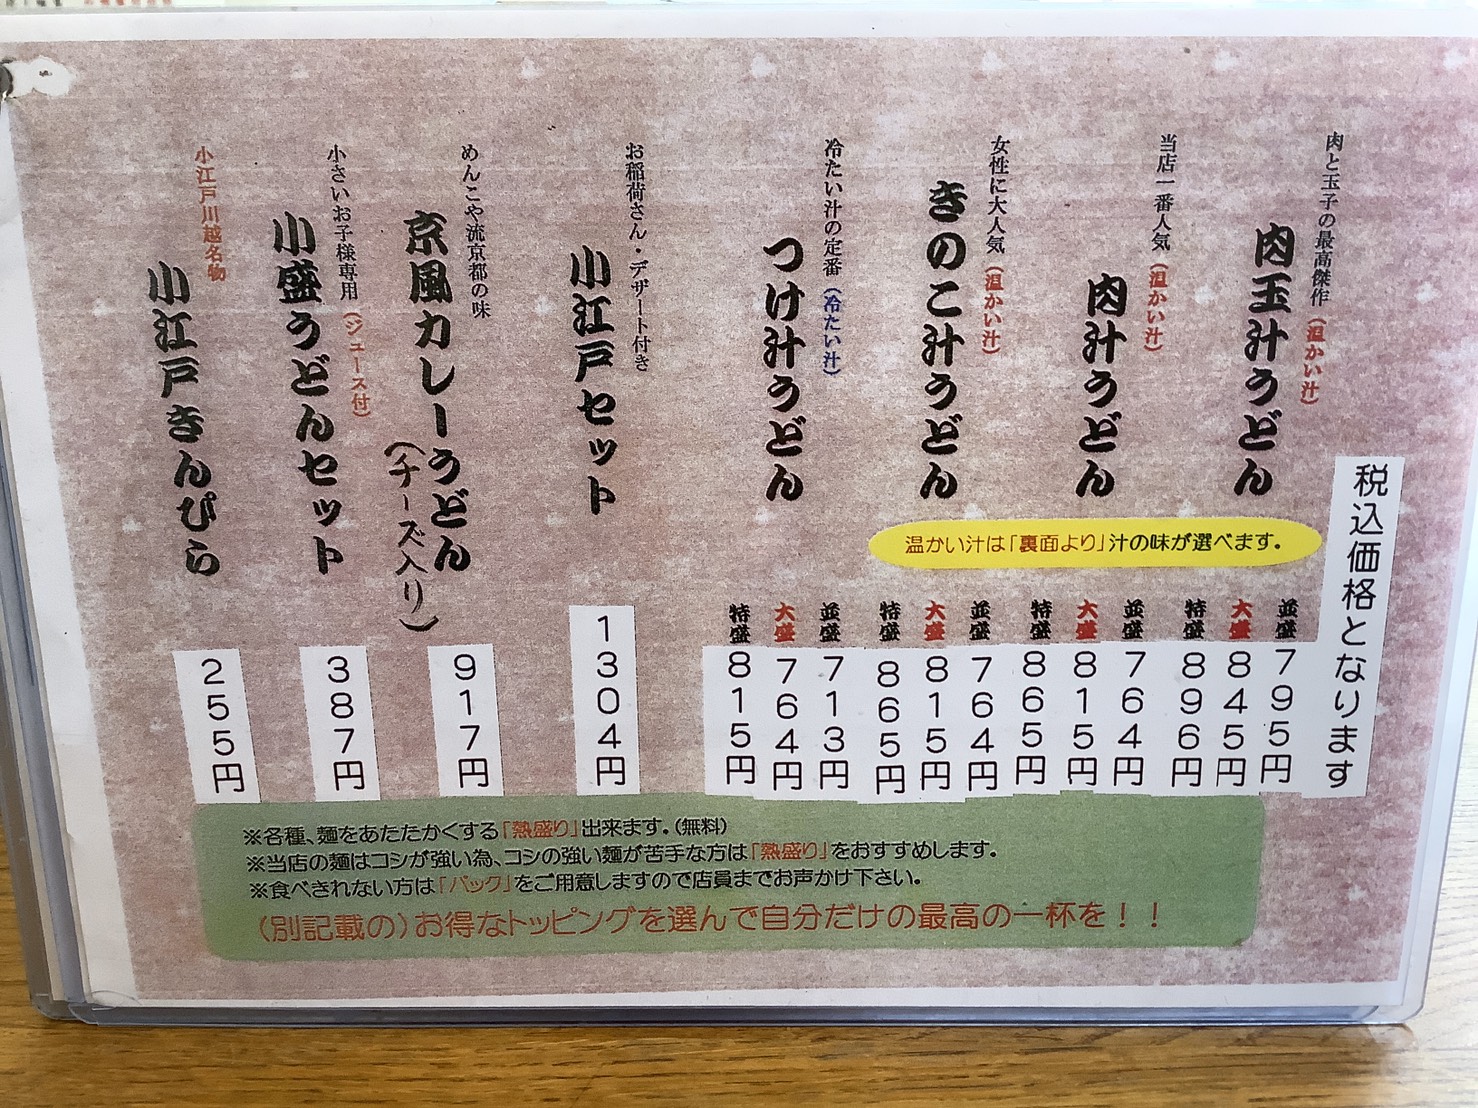 税込価格となります
肉と玉子の最高傑作（温かい汁）
肉玉汁うどん
並盛 795円
大盛 845円
特盛 896円
当店一番人気（温かい汁）
肉汁うどん
並盛 764円
大盛 815円
特盛 865円
女性に大人気（温かい汁）
きのこ汁うどん
並盛 764円
大盛 815円
特盛 865円
温かい汁は「裏面より」汁の味が選べます。
冷たい汁の定番（冷たい汁）
つけ汁うどん
並盛 713円
大盛 764円
特盛 815円
お稲荷さん・デザート付き
小江戸セット
1304円
めんこや流京都の味
京風カレーうどん
（チーズ入り）
917円
小さいお子様専用（ジュース付）
小盛うどんセット
387円
小江戸川越名物
小江戸きんぴら
255円
※各種、麺をあたたかくする「熱盛り」出来ます。（無料）
※当店の麺はコシが強い為、コシの強い麺が苦手な方は「熱盛り」をおすすめします。
※食べきれない方は「パック」をご用意しますので店員までお声かけ下さい。
（別記載の）お得なトッピングを選んで自分だけの最高の一杯を！！